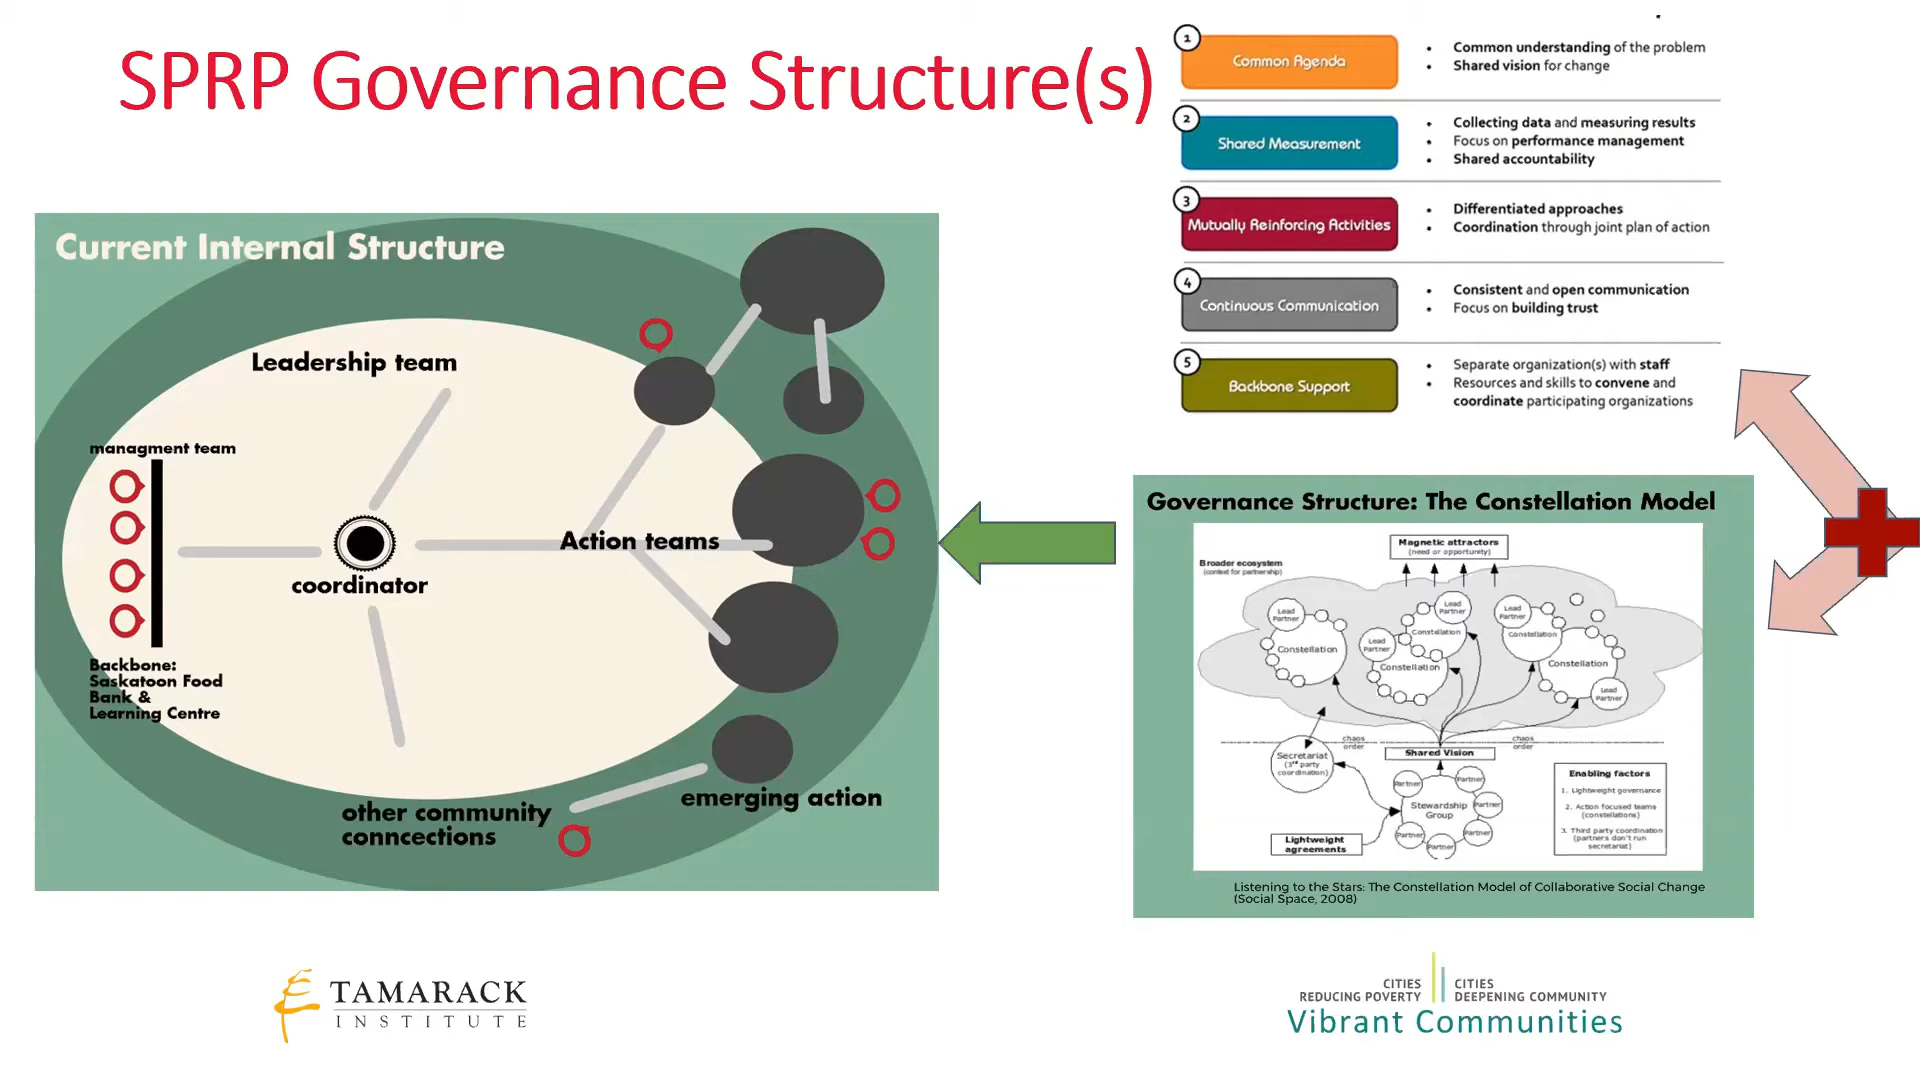 SPRP Governance Structure(s)
1
Common Agenda
• Common understanding of the problem
• Shared vision for change
2
Shared Measurement
• Collecting data and measuring results
• Focus on performance management
• Shared accountability
3
Mutually Reinforcing Activities
• Differentiated approaches
• Coordination through joint plan of action
4
Continuous Communication
• Consistent and open communication
• Focus on building trust
5
Backbone Support
• Separate organization(s) with staff
• Resources and skills to convene and
coordinate participating organizations
Current Internal Structure
Leadership team
managment team
coordinator
Action teams
Backbone:
Saskatoon Food
Bank &
Learning Centre
other community
conncections
emerging action
Governance Structure: The Constellation Model
Magnetic attractors
(need or opportunity)
Broader ecosystem
(context for partnership)
Lead
Partner
Constellation
Lead
Partner
Constellation
Lead
Partner
Constellation
Lead
Partner
Constellation
Constellation
Lead
Partner
chaos
order
chaos
order
Shared Vision
Secretariat
(3rd party
coordination)
Partner
Partner
Partner
Partner
Partner
Partner
Stewardship
Group
Lightweight
agreements
Enabling factors
1. Lightweight governance
2. Action focused teams
(constellations)
3. Third party coordination
(partners don't run
secretariat)
Listening to the Stars: The Constellation Model of Collaborative Social Change
(Social Space, 2008)
TAMARACK
INSTITUTE
CITIES
REDUCING POVERTY
CITIES
DEEPENING COMMUNITY
Vibrant Communities